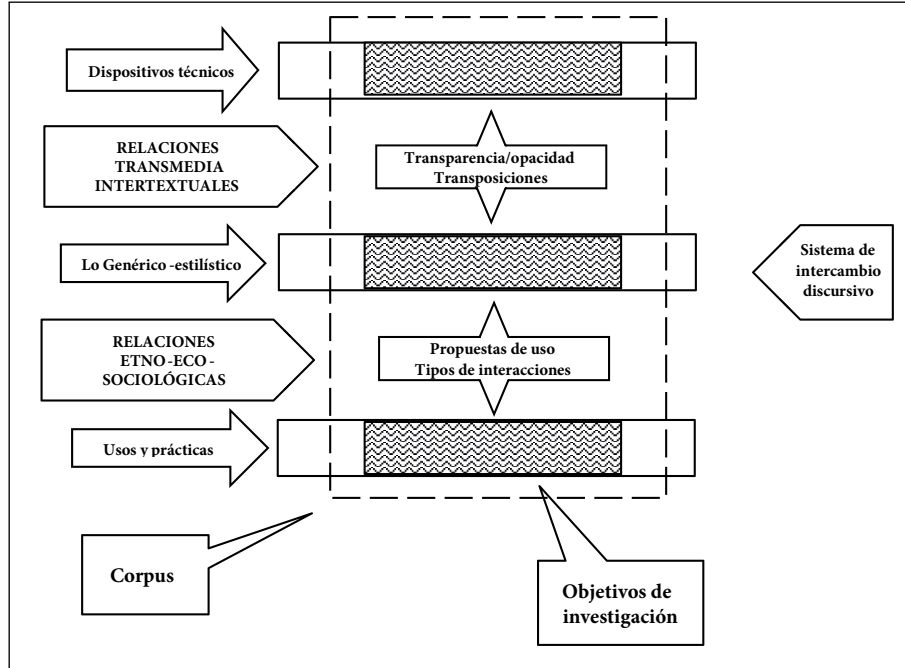 Dispositivos técnicos
RELACIONES
TRANSMEDIA
INTERTEXTUALES
Transparencia/opacidad
Transposiciones
Lo Genérico-estilístico
Sistema de
intercambio
discursivo
RELACIONES
ETNO-ECO-
SOCIOLÓGICAS
Propuestas de uso
Tipos de interacciones
Usos y prácticas
Corpus
Objetivos de
investigación